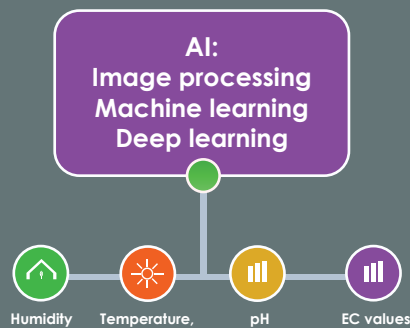 AI:
Image processing
Machine learning
Deep learning
Humidity
Temperature,
pH
EC values